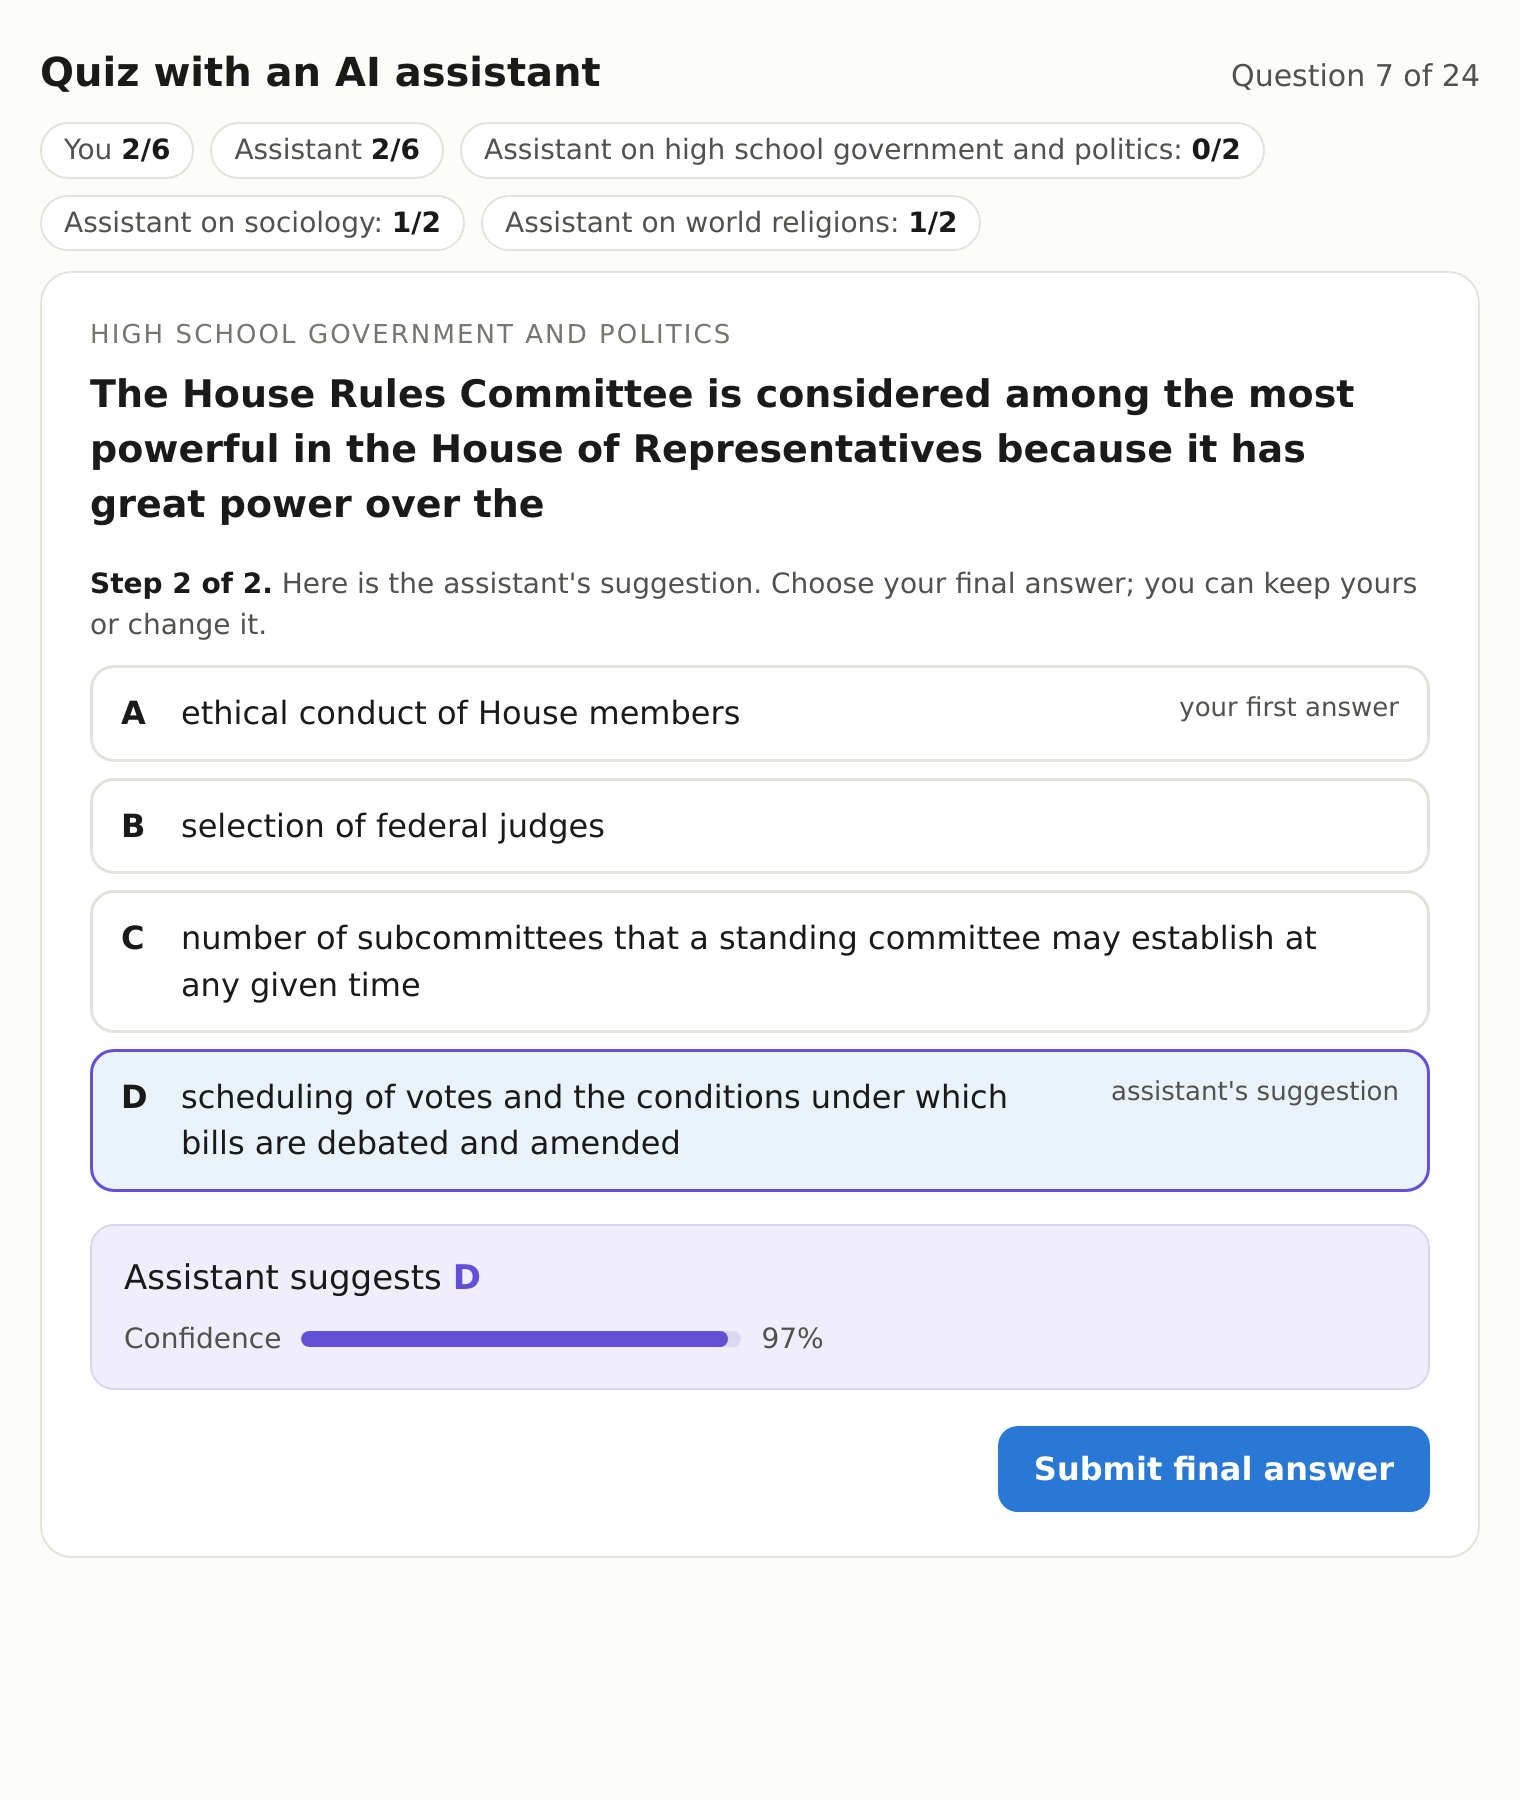 Quiz with an AI assistant
Question 7 of 24
You 2/6
Assistant 2/6
Assistant on high school government and politics: 0/2
Assistant on sociology: 1/2
Assistant on world religions: 1/2
HIGH SCHOOL GOVERNMENT AND POLITICS
The House Rules Committee is considered among the most
powerful in the House of Representatives because it has
great power over the
Step 2 of 2. Here is the assistant's suggestion. Choose your final answer; you can keep yours
or change it.
A ethical conduct of House members
your first answer
B selection of federal judges
C number of subcommittees that a standing committee may establish at
any given time
D scheduling of votes and the conditions under which
assistant's suggestion
bills are debated and amended
Assistant suggests D
Confidence 97%
Submit final answer